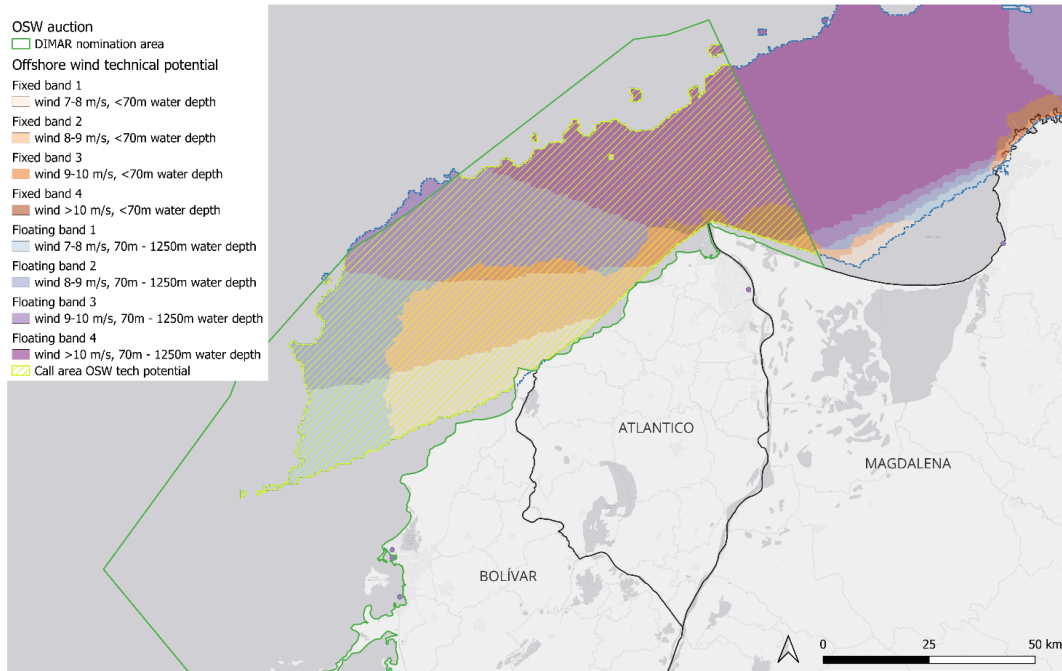 OSW auction
DIMAR nomination area
Offshore wind technical potential
Fixed band 1
wind 7-8 m/s, <70m water depth
Fixed band 2
wind 8-9 m/s, <70m water depth
Fixed band 3
wind 9-10 m/s, <70m water depth
Fixed band 4
wind >10 m/s, <70m water depth
Floating band 1
wind 7-8 m/s, 70m - 1250m water depth
Floating band 2
wind 8-9 m/s, 70m - 1250m water depth
Floating band 3
wind 9-10 m/s, 70m - 1250m water depth
Floating band 4
wind >10 m/s, 70m - 1250m water depth
Call area OSW tech potential
ATLANTICO
MAGDALENA
BOLÍVAR
0 25 50 km